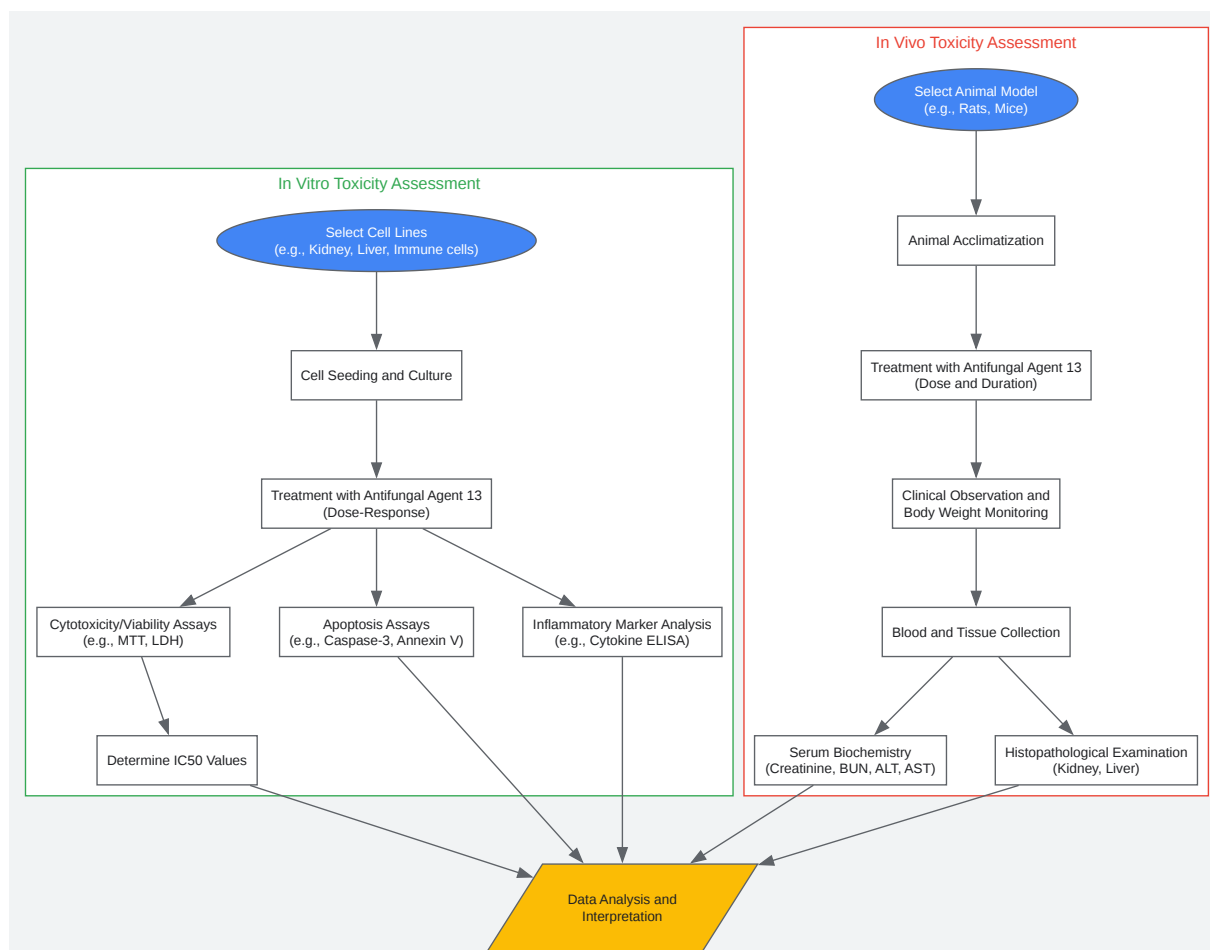 In Vivo Toxicity Assessment
Select Animal Model
(e.g., Rats, Mice)
Animal Acclimatization
Treatment with Antifungal Agent 13
(Dose and Duration)
Clinical Observation and
Body Weight Monitoring
Blood and Tissue Collection
Serum Biochemistry
(Creatinine, BUN, ALT, AST)
Histopathological Examination
(Kidney, Liver)
In Vitro Toxicity Assessment
Select Cell Lines
(e.g., Kidney, Liver, Immune cells)
Cell Seeding and Culture
Treatment with Antifungal Agent 13
(Dose-Response)
Cytotoxicity/Viability Assays
(e.g., MTT, LDH)
Apoptosis Assays
(e.g., Caspase-3, Annexin V)
Inflammatory Marker Analysis
(e.g., Cytokine ELISA)
Determine IC50 Values
Data Analysis and
Interpretation